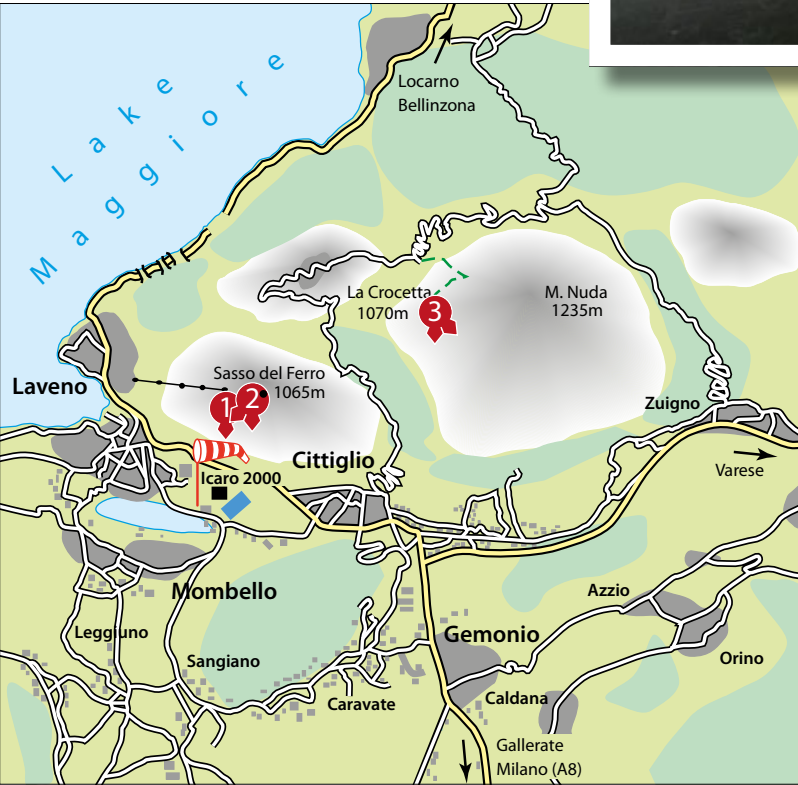 Locarno
Bellinzona
Lake
Maggiore
La Crocetta
1070m
3
M. Nuda
1235m
Sasso del Ferro
1065m
1
2
Laveno
Zuigno
Varese
Cittiglio
Icaro 2000
Mombello
Azzio
Leggiuno
Gemonio
Orino
Sangiano
Caravate
Caldana
Gallerate
Milano (A8)